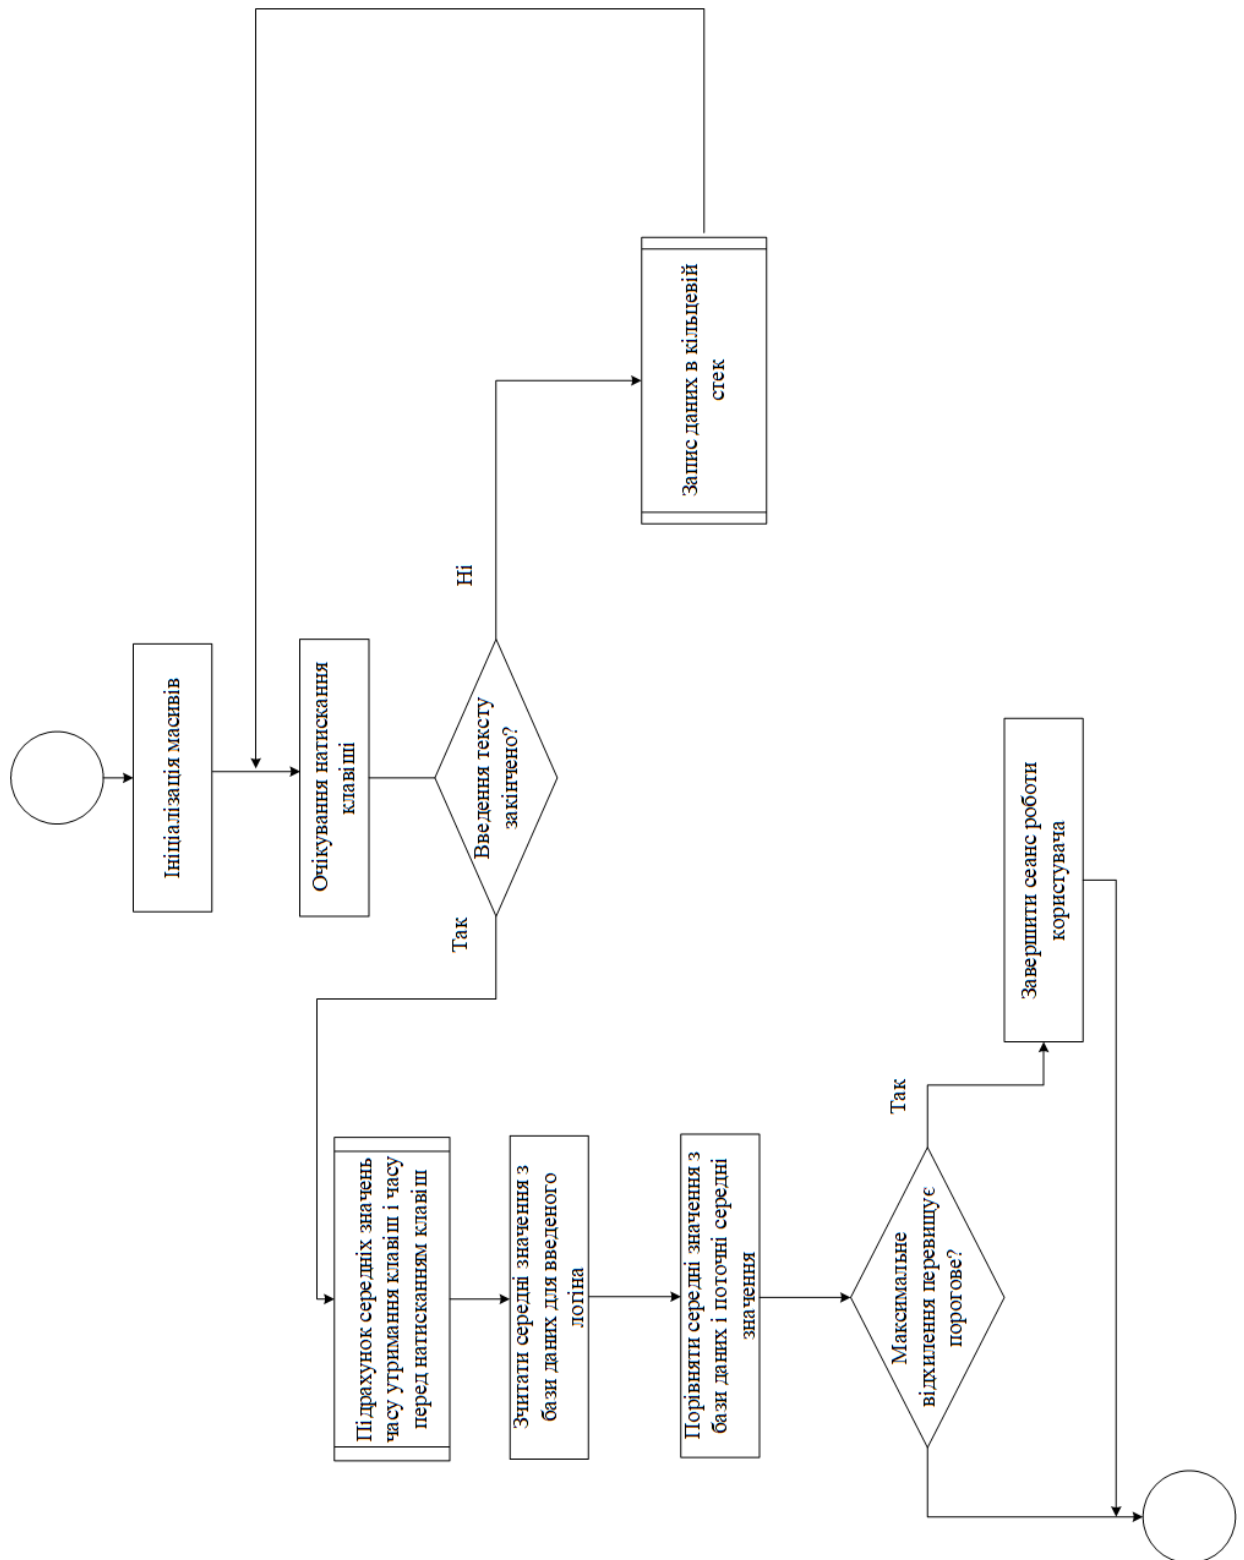 Ініціалізація масивів
Очікування натискання
клавіші
Введення тексту
закінчено?
Ні
Запис даних в кільцевій
стек
Так
Підрахунок середніх значень
часу утримання клавіш і часу
перед натисканням клавіш
Зчитати середні значення з
бази даних для введеного
логіна
Порівняти середні значення з
бази даних і поточні середні
значення
Максимальне
відхилення перевищує
порогове?
Так
Завершити сеанс роботи
користувача